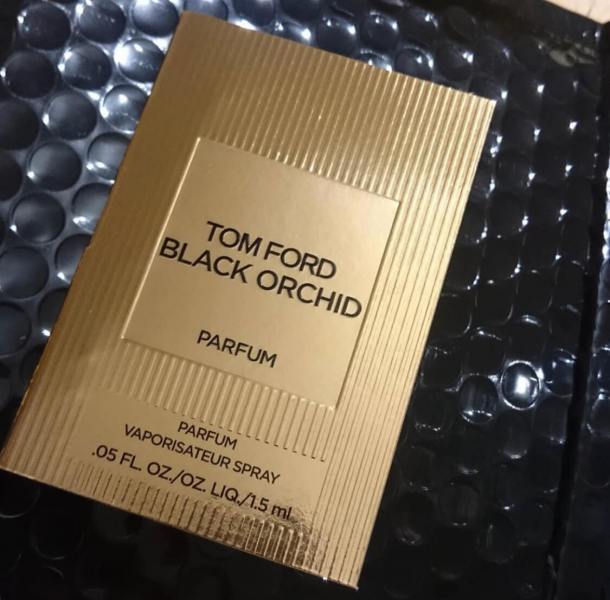 TOM FORD
BLACK ORCHID
PARFUM
PARFUM
VAPORISATEUR SPRAY
.05 FL. OZ./OZ. LIQ./1.5 ml